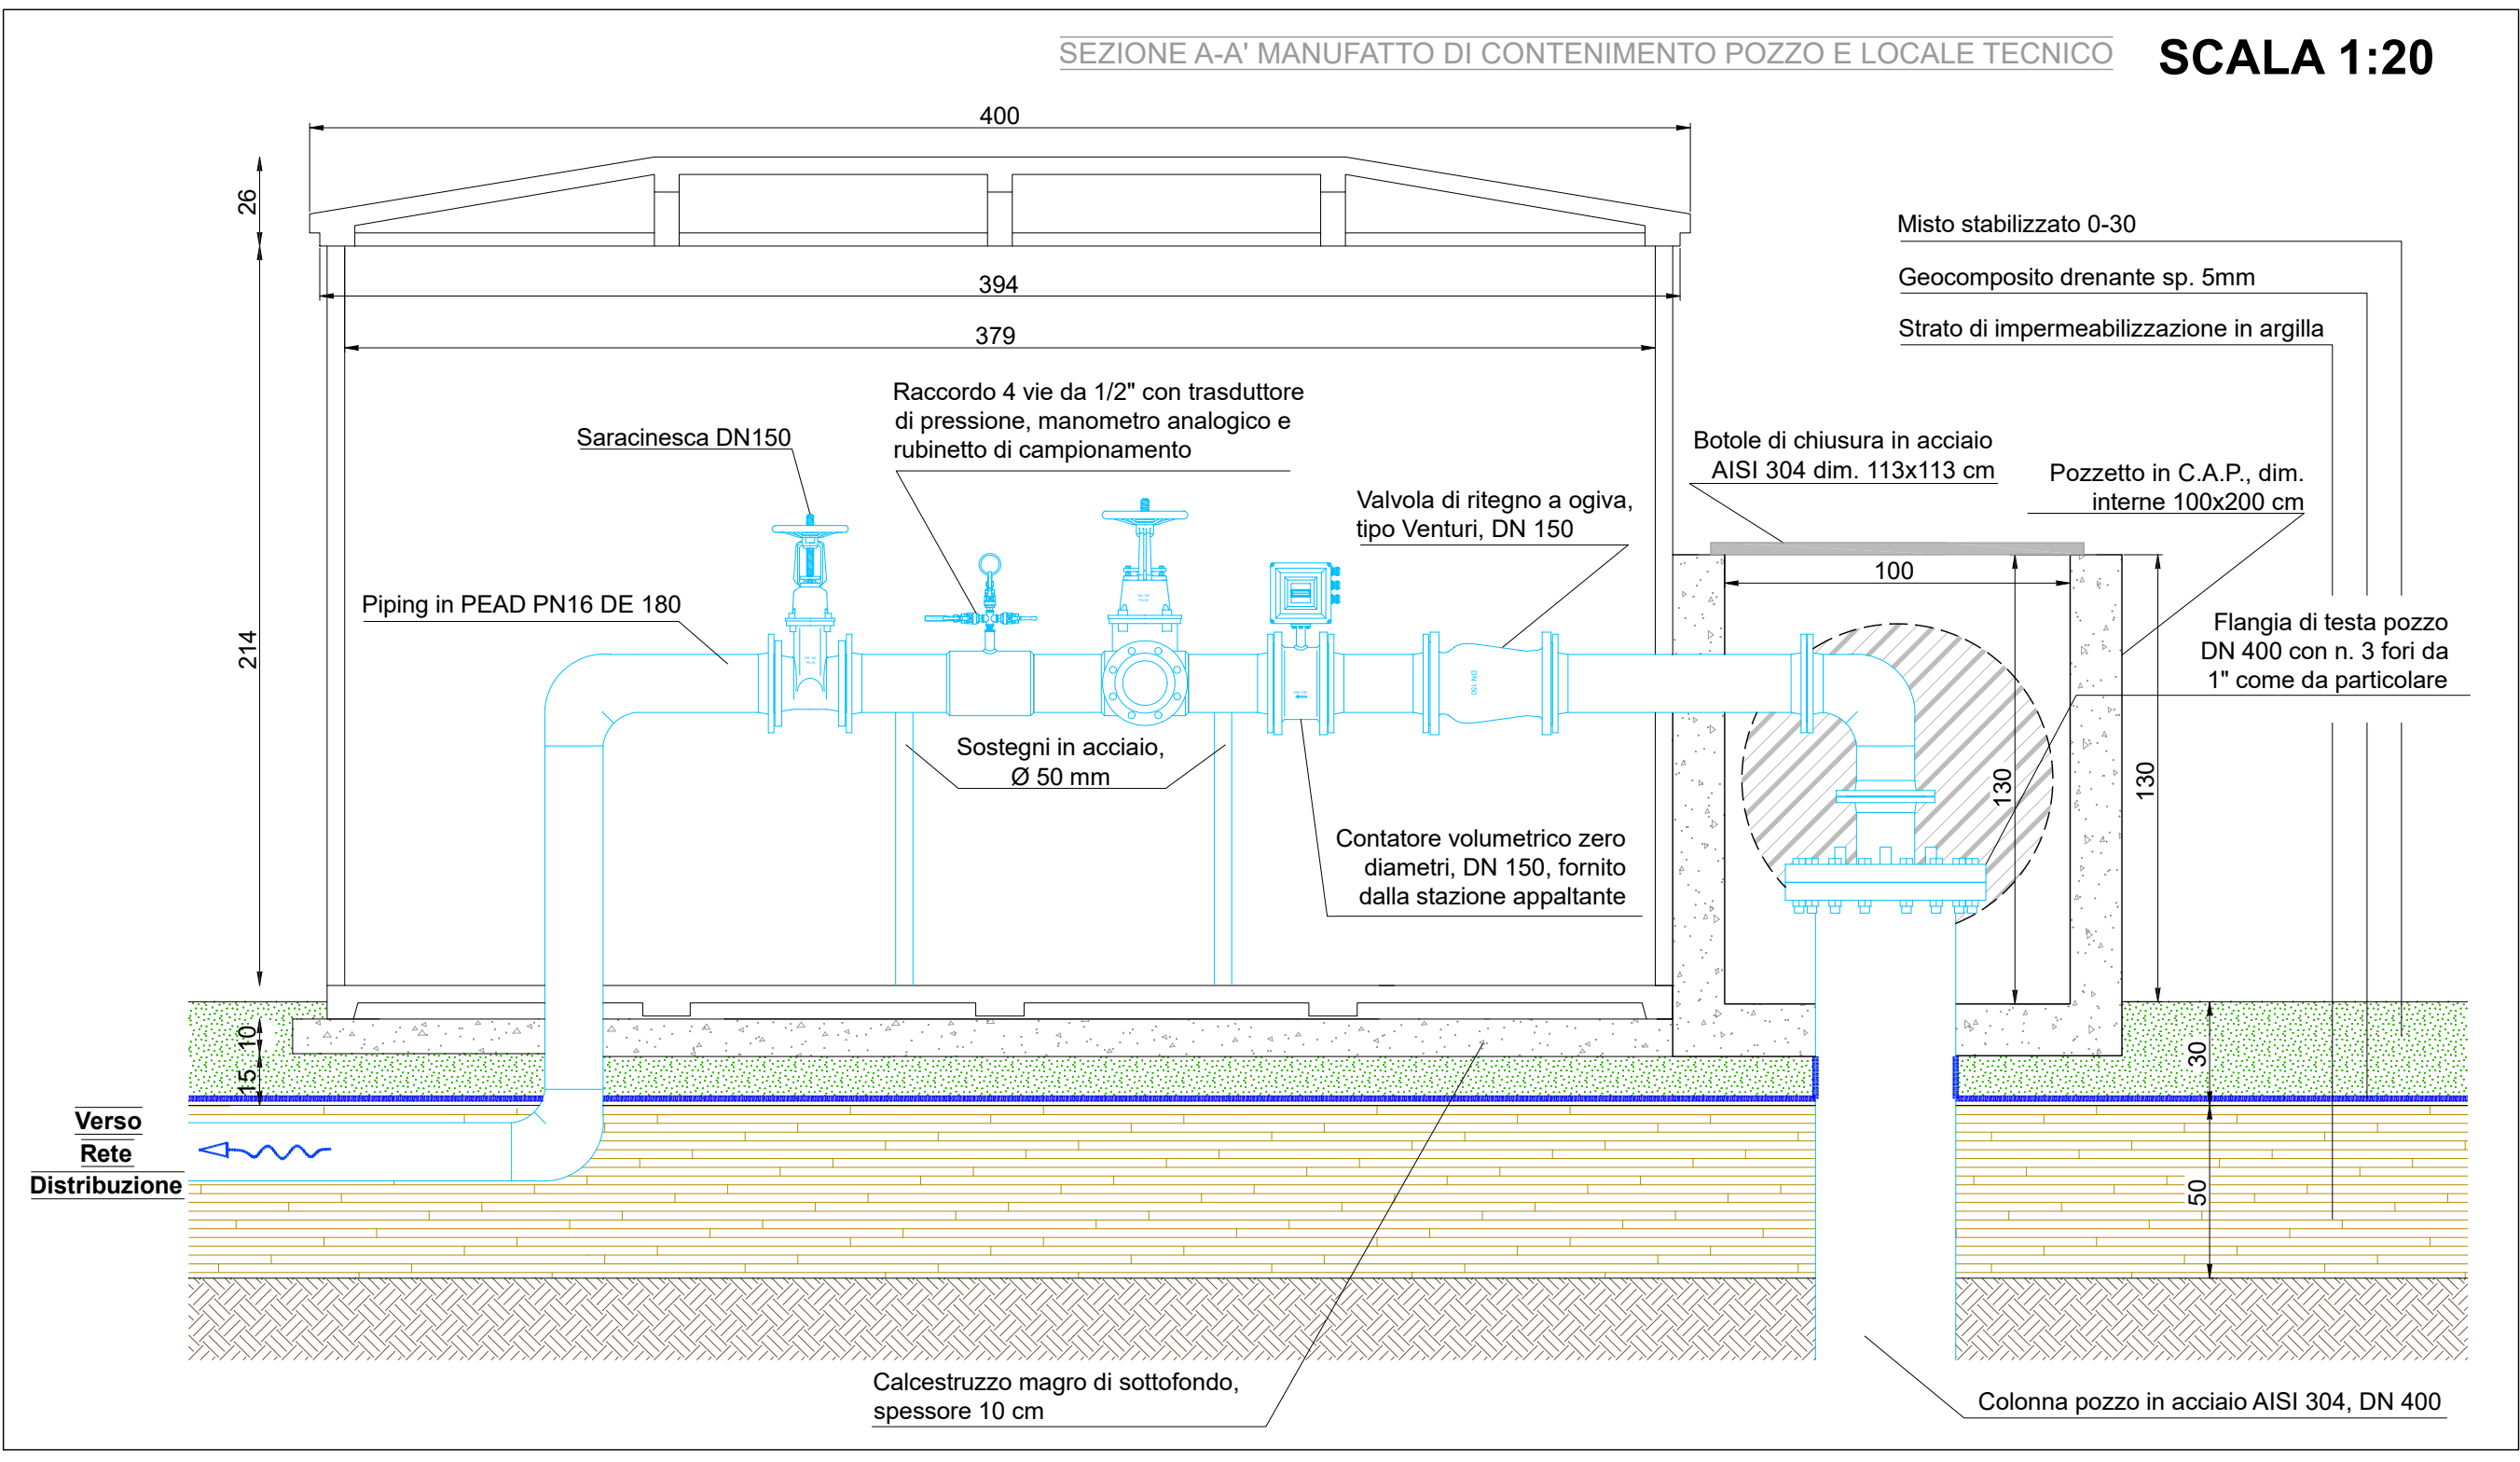 SEZIONE A-A' MANUFATTO DI CONTENIMENTO POZZO E LOCALE TECNICO
SCALA 1:20
400
26
394
379
214
Misto stabilizzato 0-30
Geocomposito drenante sp. 5mm
Strato di impermeabilizzazione in argilla
Raccordo 4 vie da 1/2" con trasduttore
di pressione, manometro analogico e
rubinetto di campionamento
Saracinesca DN150
Botole di chiusura in acciaio
AISI 304 dim. 113x113 cm
Pozzetto in C.A.P., dim.
interne 100x200 cm
Valvola di ritegno a ogiva,
tipo Venturi, DN 150
100
Piping in PEAD PN16 DE 180
Flangia di testa pozzo
DN 400 con n. 3 fori da
1" come da particolare
DN 150
Sostegni in acciaio,
Ø 50 mm
130
130
Contatore volumetrico zero
diametri, DN 150, fornito
dalla stazione appaltante
10
15
30
50
Verso
Rete
Distribuzione
Calcestruzzo magro di sottofondo,
spessore 10 cm
Colonna pozzo in acciaio AISI 304, DN 400